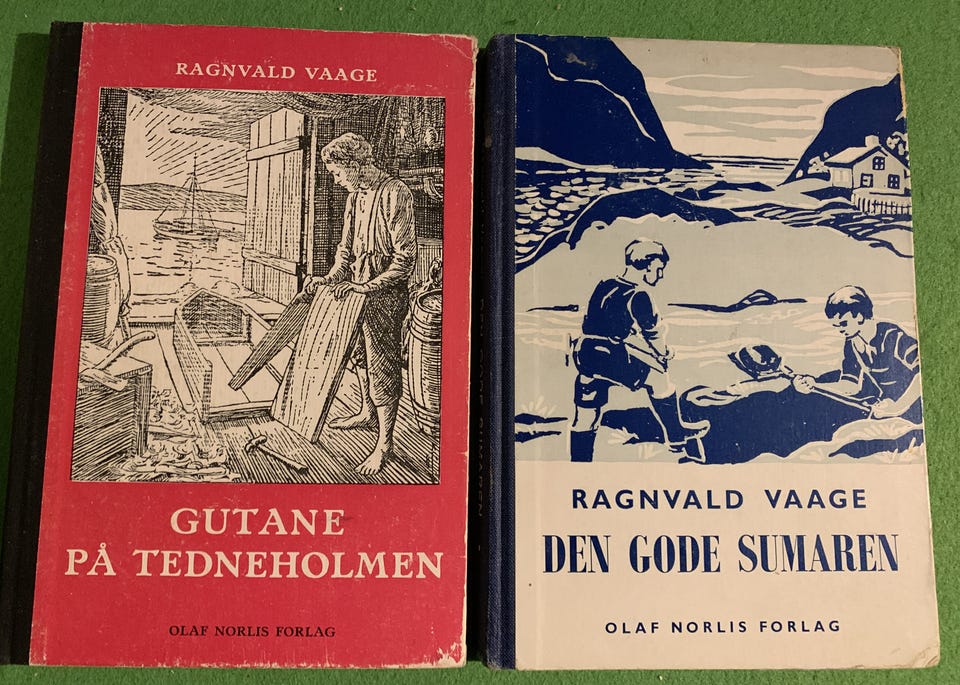 RAGNVALD VAAGE
GUTANE
PÅ TEDNEHOLMEN
OLAF NORLIS FORLAG
RAGNVALD VAAGE
DEN GODE SUMAREN
OLAF NORLIS FORLAG